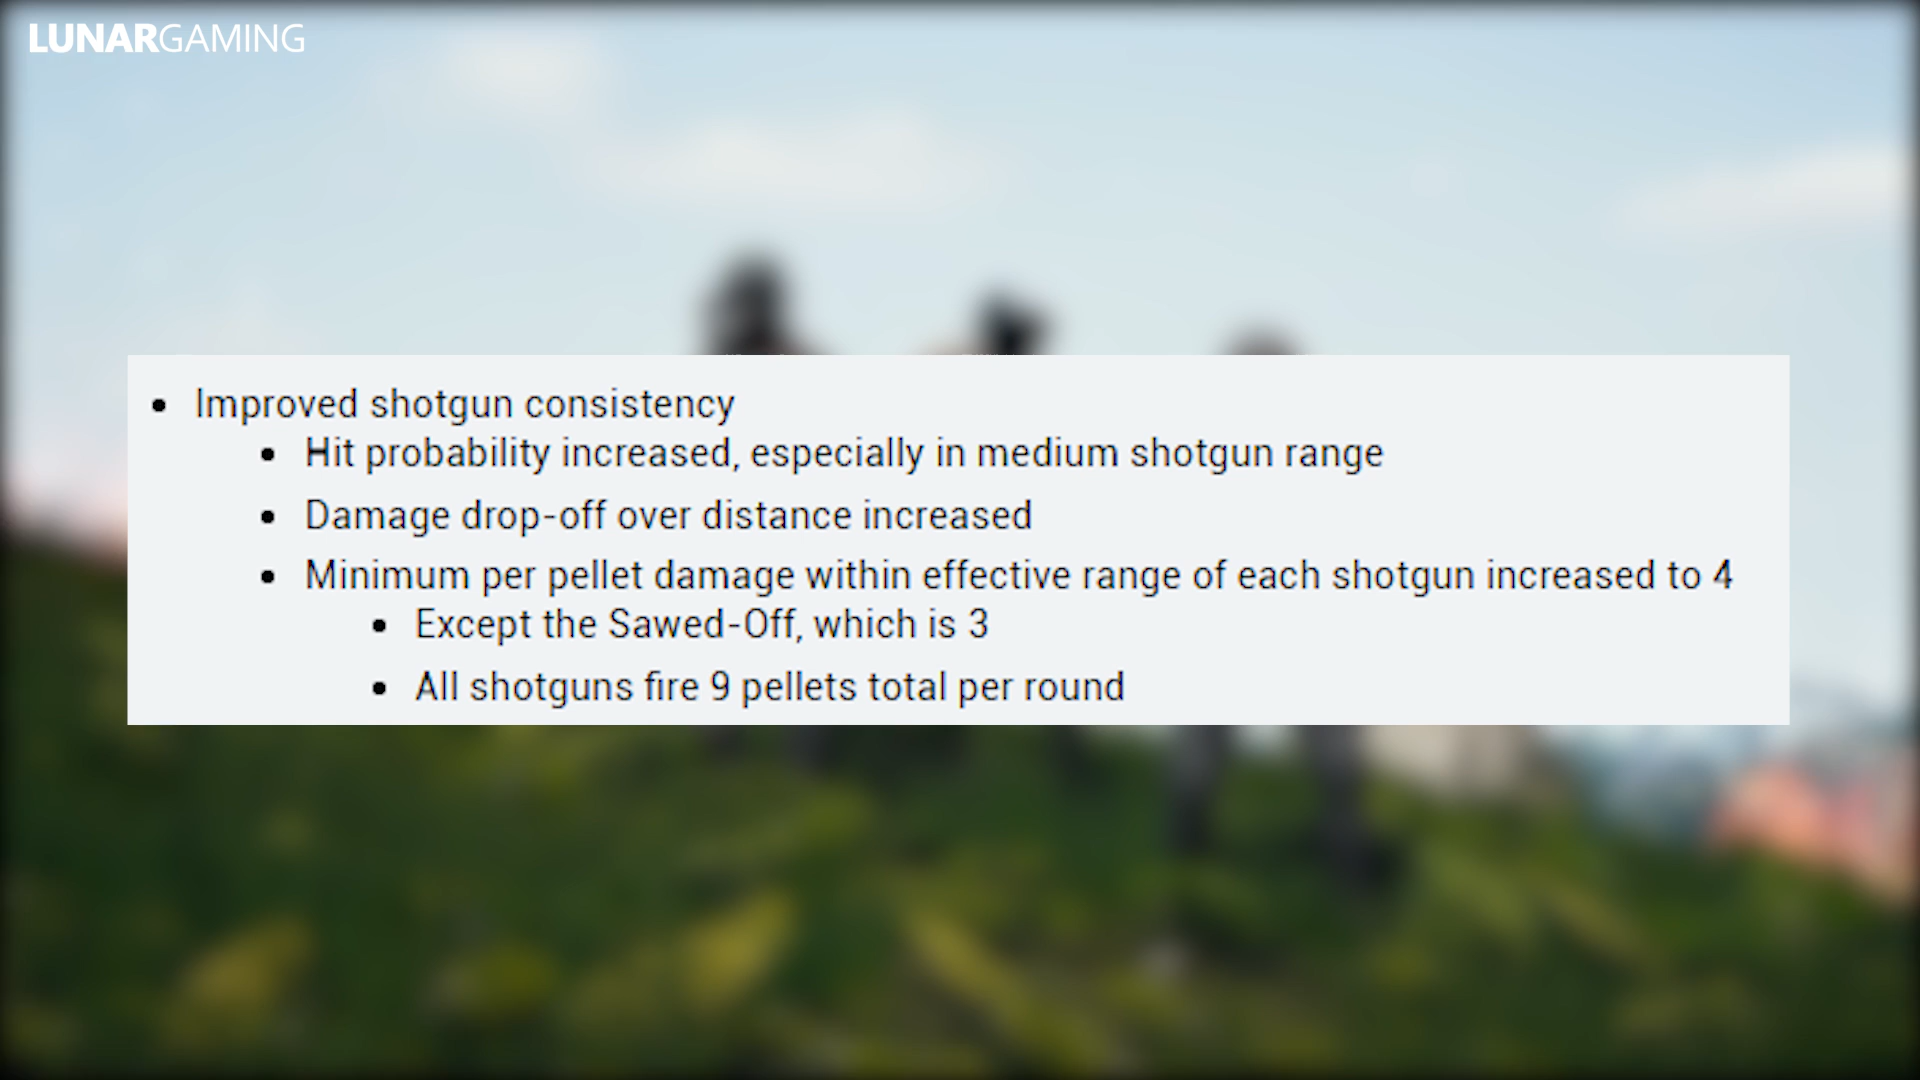 LUNARGAMING
• Improved shotgun consistency
• Hit probability increased, especially in medium shotgun range
• Damage drop-off over distance increased
• Minimum per pellet damage within effective range of each shotgun increased to 4
• Except the Sawed-Off, which is 3
• All shotguns fire 9 pellets total per round